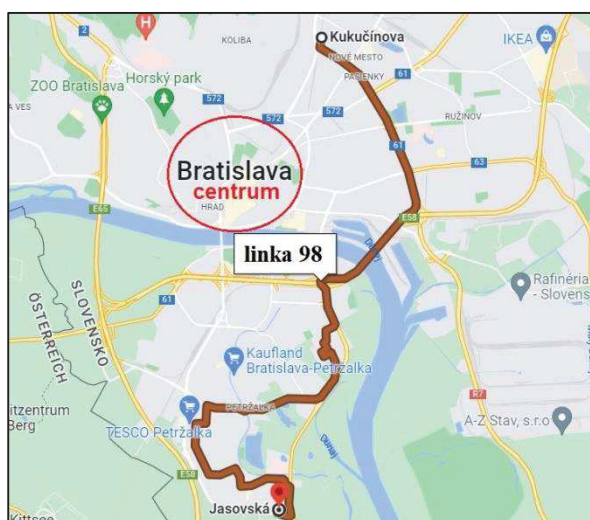 KOLIBA
Kukučínova
IKEA
NOVÉ MESTO
PASIENKY
Horský park
ZOO Bratislava
61
572
RUŽINOV
572
572
A VES
61
63
Bratislava
centrum
HRAD
E65
E58
linka 98
Dunaj
61
Rafinéria
- Slovens
SLOVENSKO
ÖSTERREICH
Kaufland
Bratislava-Petržalka
PETRŽALKA
R7
TESCO Petržalka
A-Z Stav, s.r.o
itzentrum
Berg
Dunaj
E58
Jasovská
Kittsee